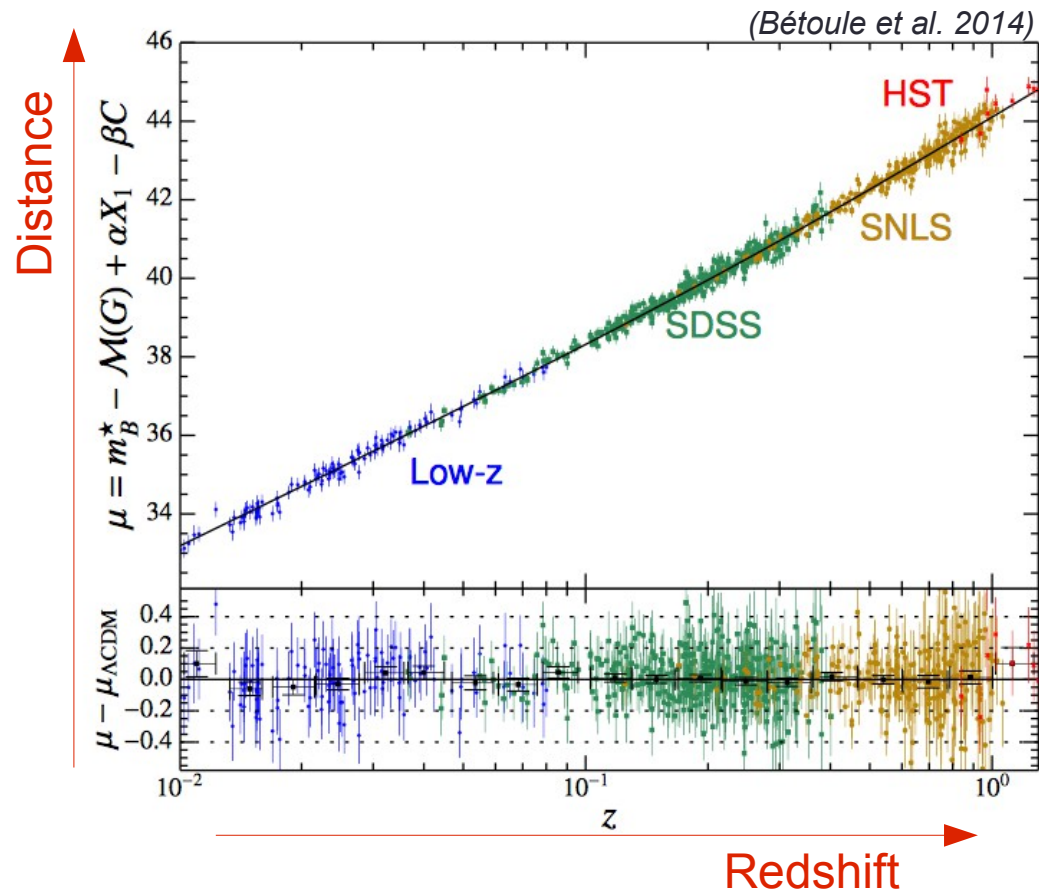 (Bétoule et al. 2014)
Distance
μ = m⋆B − M(G) + αX1 − βC
46
44
42
40
38
36
34
HST
SNLS
SDSS
Low-z
μ − μΛCDM
0.4
0.2
0.0
−0.2
−0.4
10⁻² 10⁻¹ 10⁰
z
Redshift